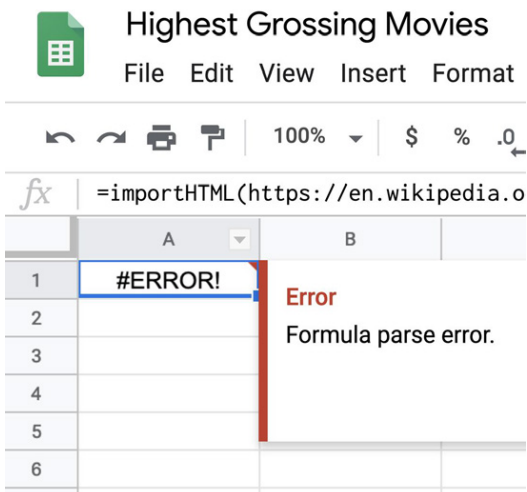 Highest Grossing Movies
File Edit View Insert Format
100% $ % .0
fx =importHTML(https://en.wikipedia.o
A B
1 #ERROR!
Error
2
Formula parse error.
3
4
5
6